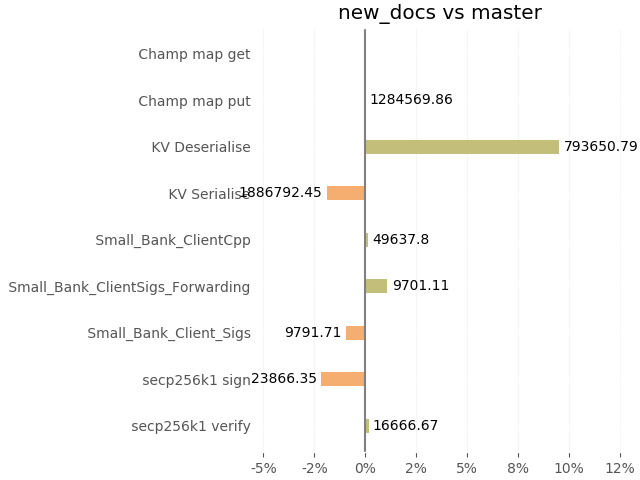 new_docs vs master
Champ map get
Champ map put 1284569.86
KV Deserialise 793650.79
KV Serialise 1886792.45
Small_Bank_ClientCpp 49637.8
Small_Bank_ClientSigs_Forwarding 9701.11
Small_Bank_Client_Sigs 9791.71
secp256k1 sign 23866.35
secp256k1 verify 16666.67
-5% -2% 0% 2% 5% 8% 10% 12%